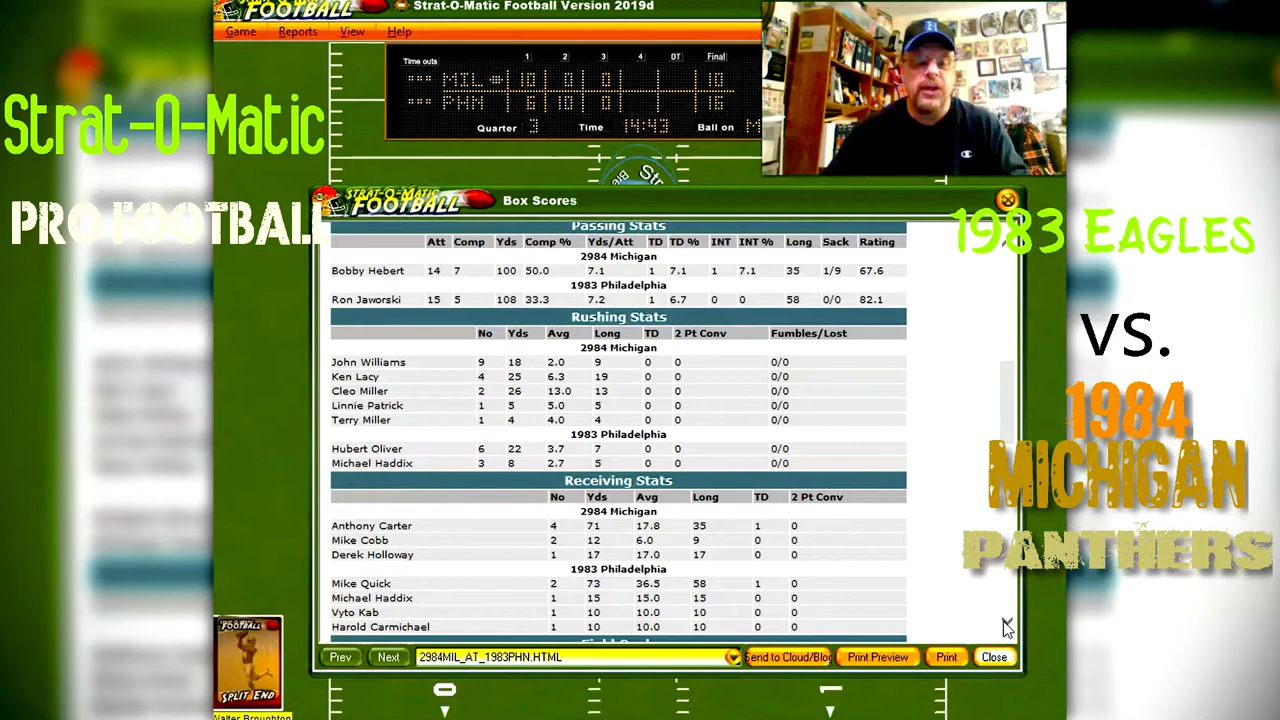 FOOTBALL Strat-O-Matic Football Version 2019d
Game Reports View Help
1 2 3 4 OT Final
Time outs
--- MIL 10 0 0 10
--- PHN 6 10 0 16
Quarter 3 Time 14:43 Ball on M
Strat-O-Matic
PRO FOOTBALL
1983 EAGLES
VS.
1984
MICHIGAN
PANTHERS
STRAT-O-MATIC
FOOTBALL Box Scores
Passing Stats
Att Comp Yds Comp % Yds/Att TD TD % INT INT % Long Sack Rating
2984 Michigan
Bobby Hebert 14 7 100 50.0 7.1 1 7.1 1 7.1 35 1/9 67.6
1983 Philadelphia
Ron Jaworski 15 5 108 33.3 7.2 1 6.7 0 0 58 0/0 82.1
Rushing Stats
No Yds Avg Long TD 2 Pt Conv Fumbles/Lost
2984 Michigan
John Williams 9 18 2.0 9 0 0 0/0
Ken Lacy 4 25 6.3 19 0 0 0/0
Cleo Miller 2 26 13.0 13 0 0 0/0
Linnie Patrick 1 5 5.0 5 0 0 0/0
Terry Miller 1 4 4.0 4 0 0 0/0
1983 Philadelphia
Hubert Oliver 6 22 3.7 7 0 0 0/0
Michael Haddix 3 8 2.7 5 0 0 0/0
Receiving Stats
No Yds Avg Long TD 2 Pt Conv
2984 Michigan
Anthony Carter 4 71 17.8 35 1 0
Mike Cobb 2 12 6.0 9 0 0
Derek Holloway 1 17 17.0 17 0 0
1983 Philadelphia
Mike Quick 2 73 36.5 58 1 0
Michael Haddix 1 15 15.0 15 0 0
Vyto Kab 1 10 10.0 10 0 0
Harold Carmichael 1 10 10.0 10 0 0
Prev Next 2984MIL_AT_1983PHN.HTML Send to Cloud/Blog Print Preview Print Close
FOOTBALL
SPLIT END
Walter Broughton
0 1